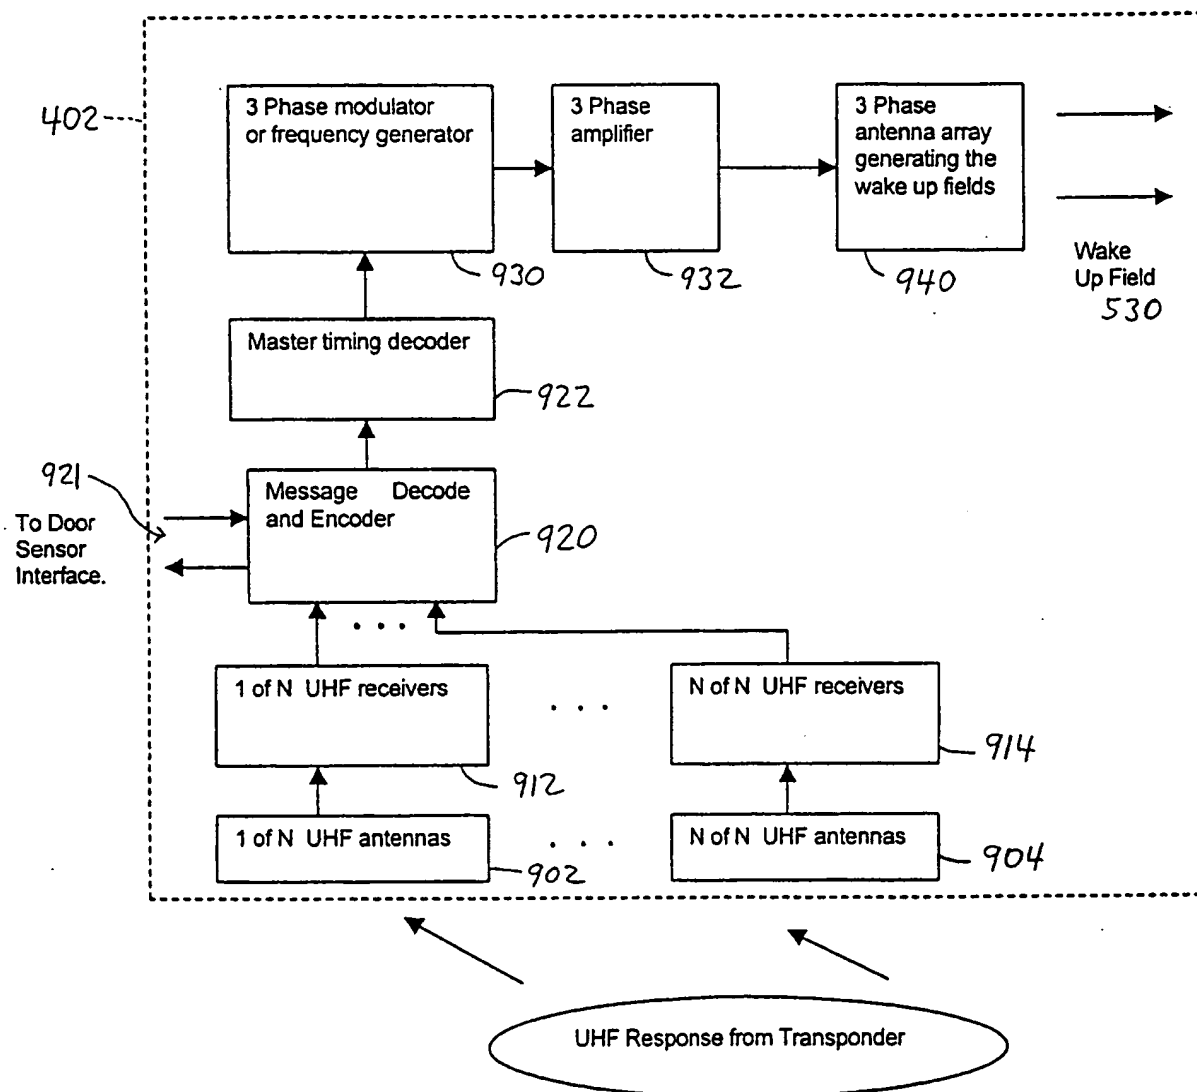 402
3 Phase modulator
or frequency generator
930
3 Phase
amplifier
932
3 Phase
antenna array
generating the
wake up fields
940
Wake
Up Field
530
Master timing decoder
922
921
To Door
Sensor
Interface.
Message Decode
and Encoder
920
. . .
1 of N UHF receivers
912
. . .
N of N UHF receivers
914
1 of N UHF antennas
902
. . .
N of N UHF antennas
904
UHF Response from Transponder